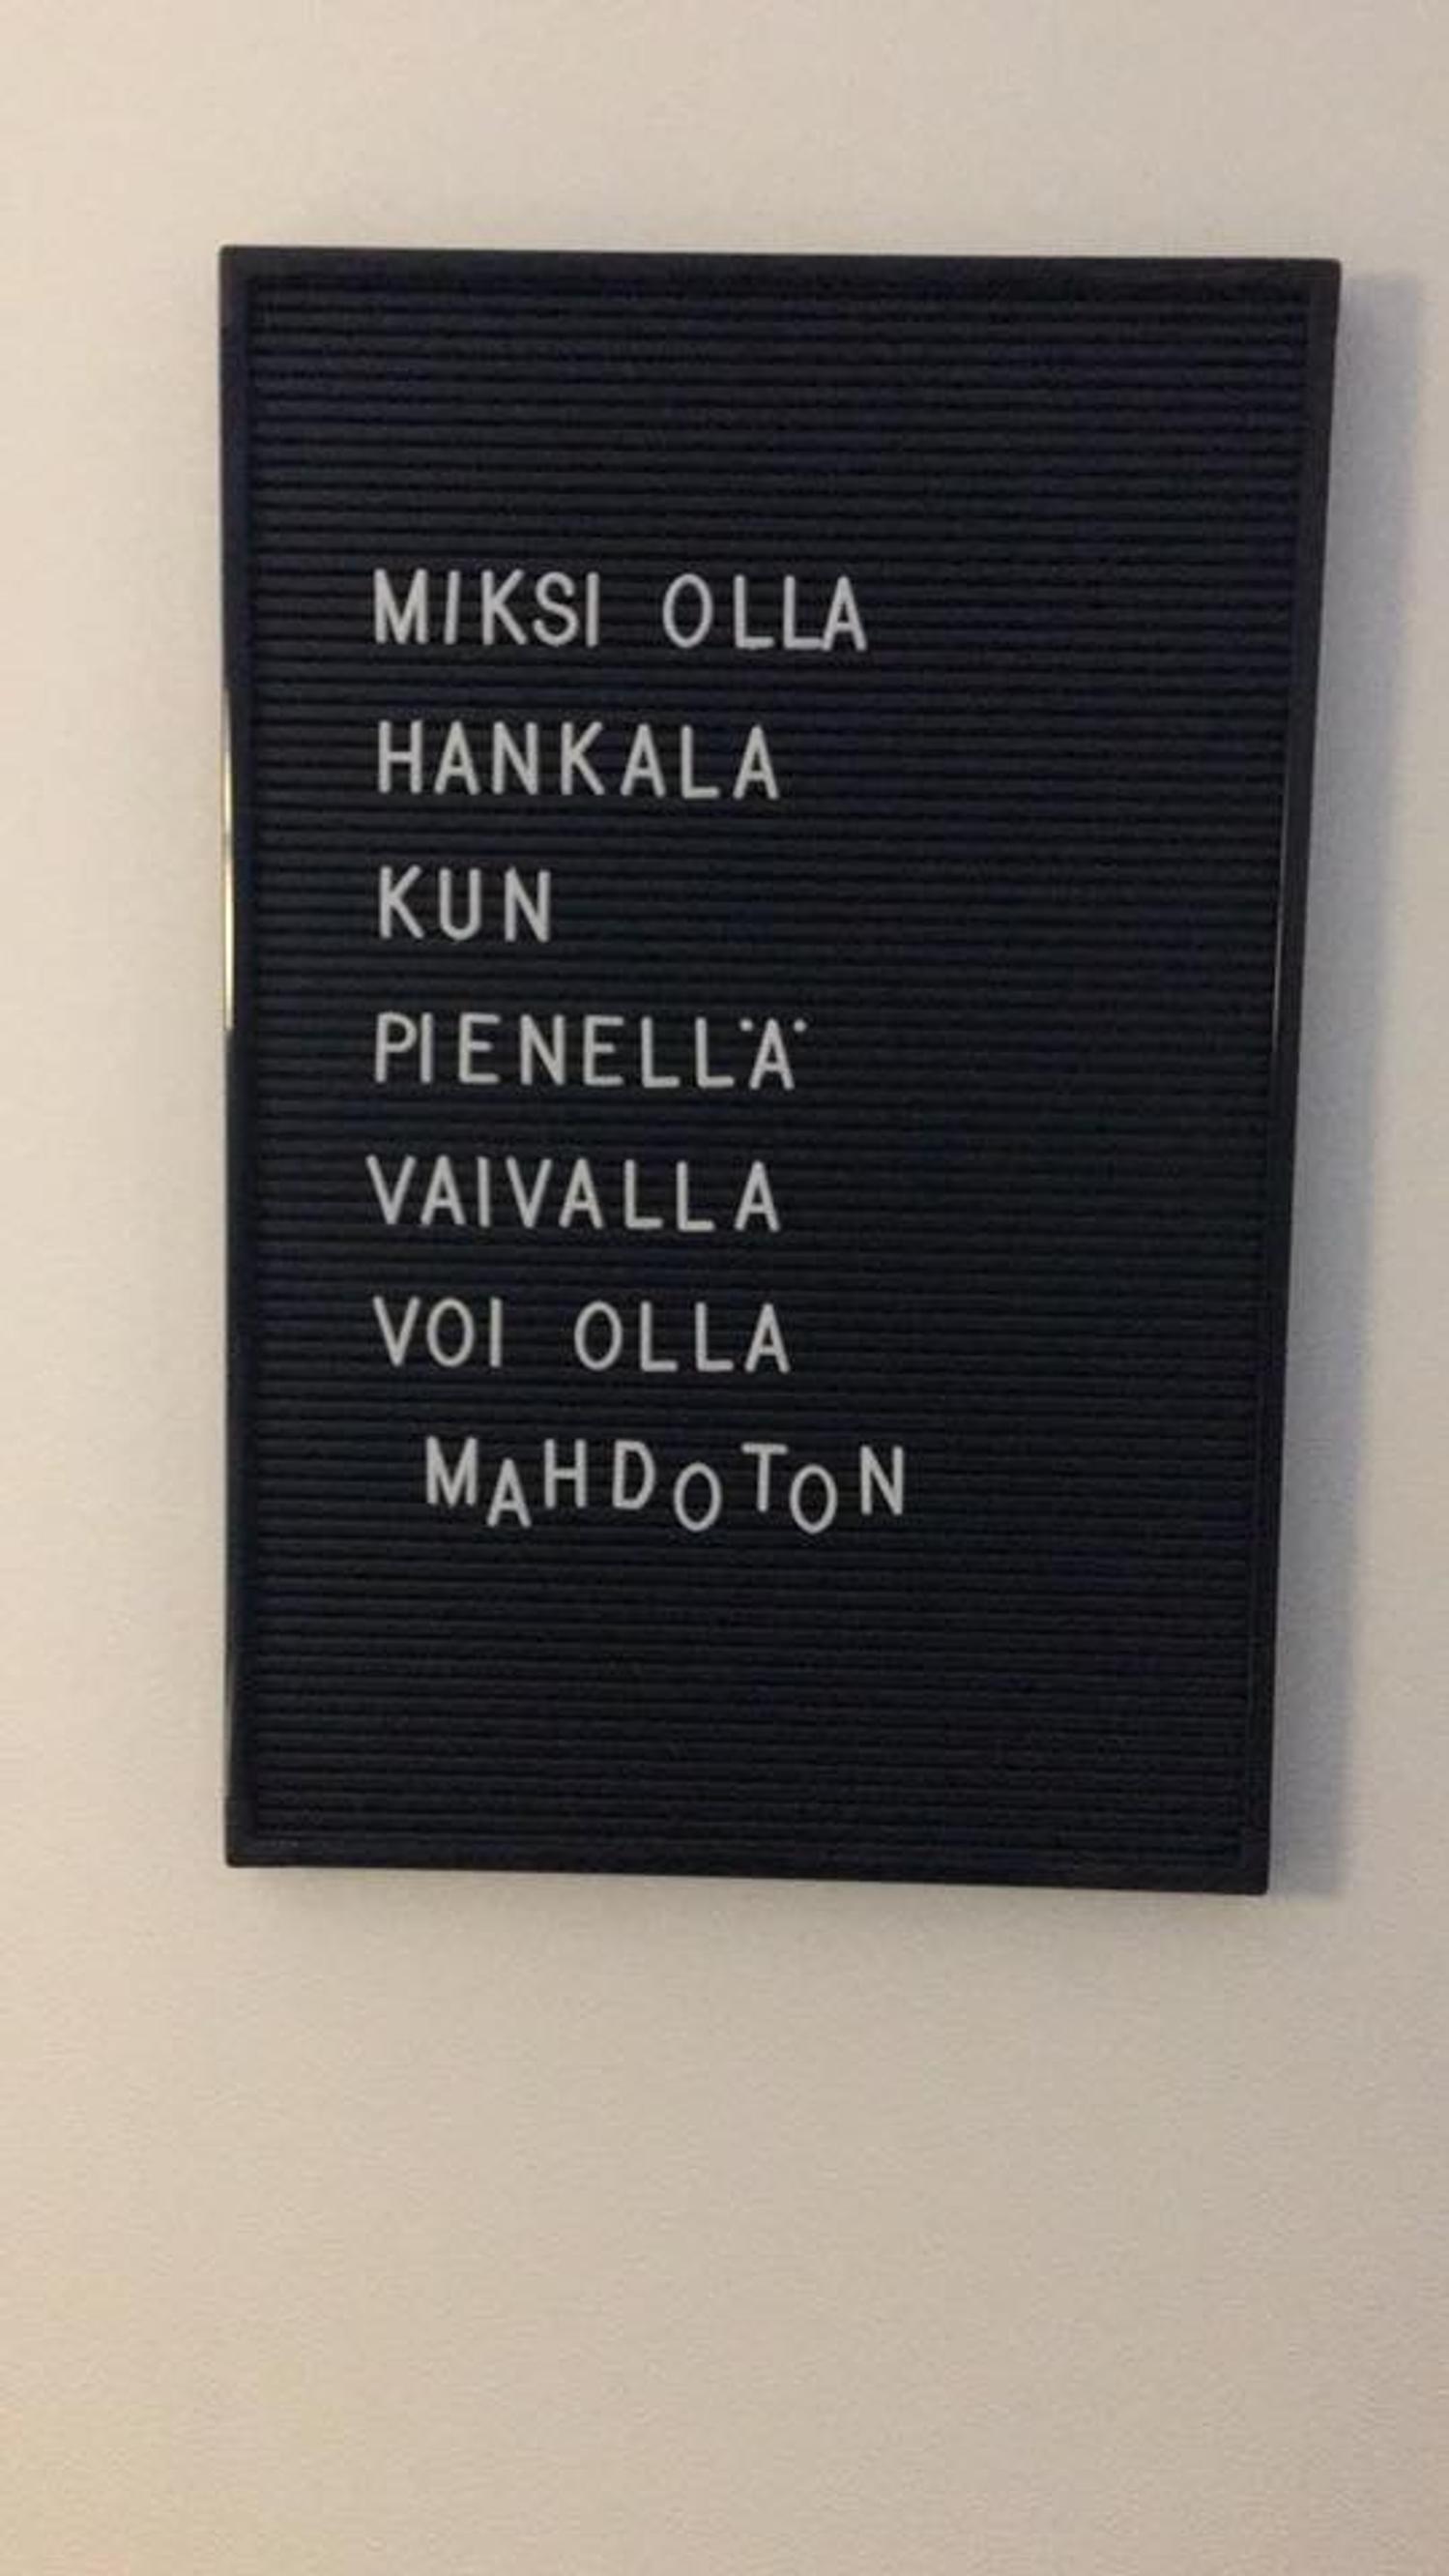 MIKSI OLLA
HANKALA
KUN
PIENELLÄ
VAIVALLA
VOI OLLA
MAHDOTON